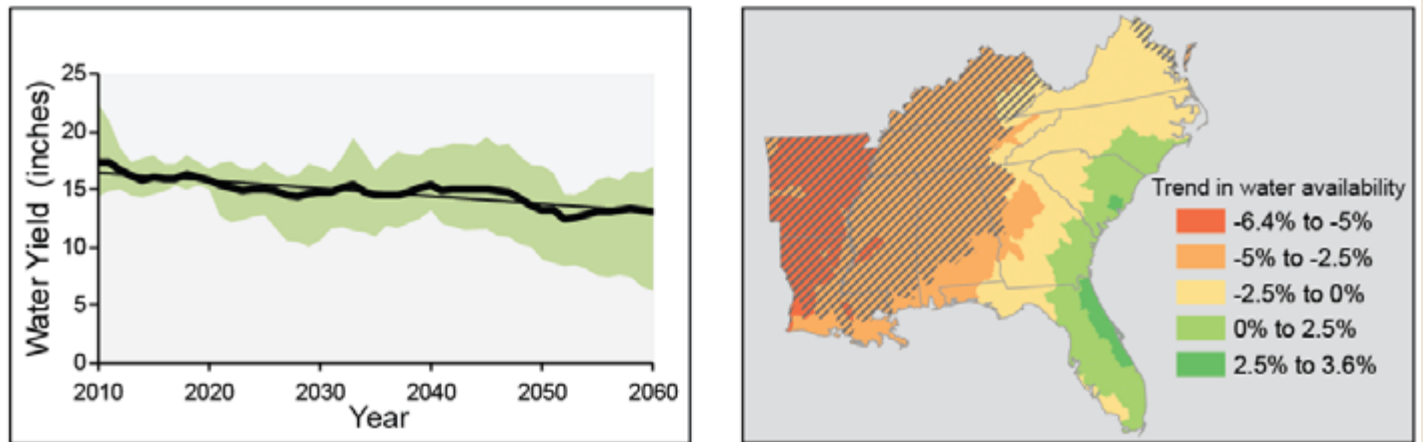 Water Yield (inches)
25
20
15
10
5
0
2010 2020 2030 2040 2050 2060
Year
Trend in water availability
-6.4% to -5%
-5% to -2.5%
-2.5% to 0%
0% to 2.5%
2.5% to 3.6%